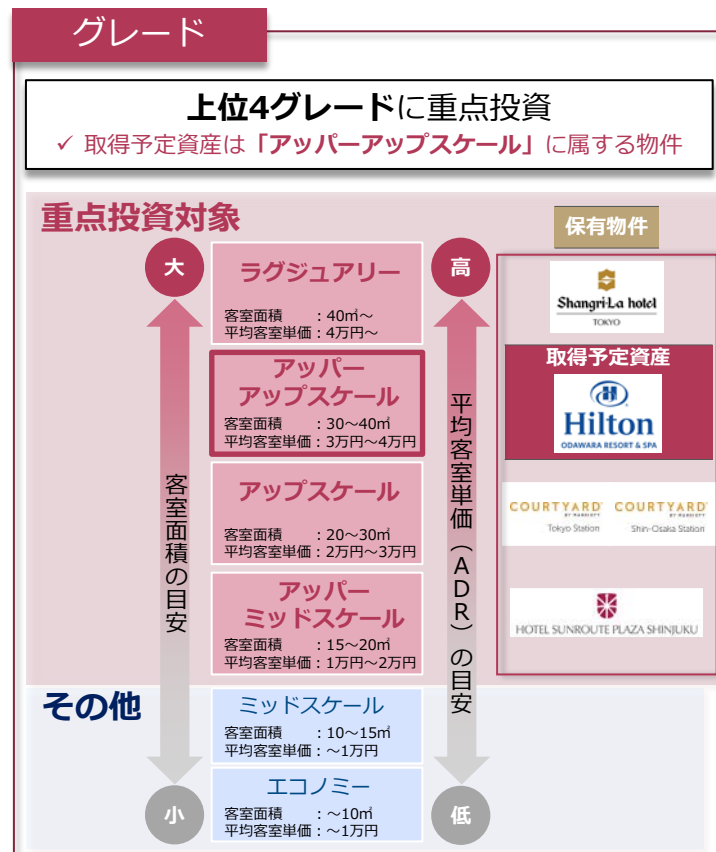 グレード
上位4グレードに重点投資
✓ 取得予定資産は「アッパーアップスケール」に属する物件
重点投資対象
保有物件
大
高
ラグジュアリー
客室面積　：40㎡～
平均客室単価：4万円～
Shangri-La hotel
TOKYO
取得予定資産
アッパー
アップスケール
客室面積　：30～40㎡
平均客室単価：3万円～4万円
Hilton
ODAWARA RESORT & SPA
客室面積の目安
平均客室単価（ADR）の目安
アップスケール
客室面積　：20～30㎡
平均客室単価：2万円～3万円
COURTYARD® COURTYARD®
BY MARRIOTT BY MARRIOTT
Tokyo Station Shin-Osaka Station
アッパー
ミッドスケール
客室面積　：15～20㎡
平均客室単価：1万円～2万円
HOTEL SUNROUTE PLAZA SHINJUKU
その他
ミッドスケール
客室面積　：10～15㎡
平均客室単価：～1万円
エコノミー
客室面積　：～10㎡
平均客室単価：～1万円
小
低